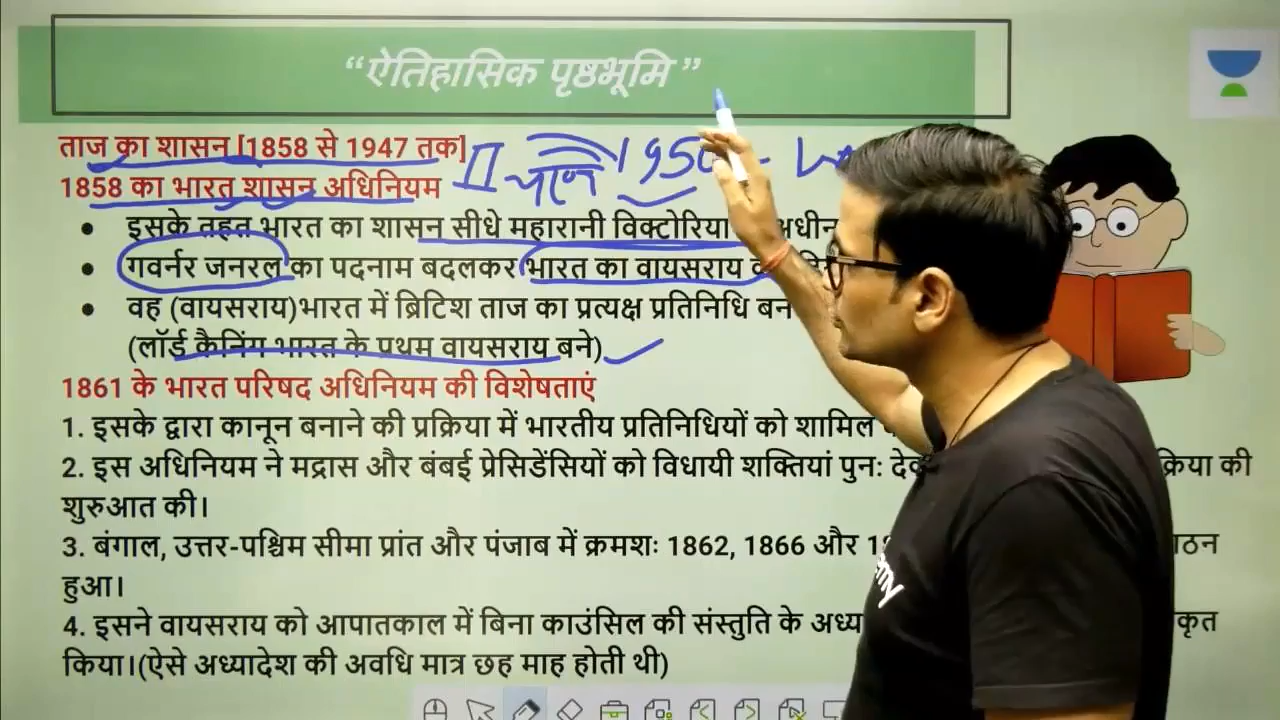 “ऐतिहासिक पृष्ठभूमि”
ताज का शासन [1858 से 1947 तक]
1858 का भारत शासन अधिनियम
II
इसके तहत भारत का शासन सीधे महारानी विक्टोरिया
गवर्नर जनरल का पदनाम बदलकर भारत का वायसराय
वह (वायसराय)भारत में ब्रिटिश ताज का प्रत्यक्ष प्रतिनिधि बन
(लॉर्ड कैनिंग भारत के प्रथम वायसराय बने)
1861 के भारत परिषद अधिनियम की विशेषताएं
1. इसके द्वारा कानून बनाने की प्रक्रिया में भारतीय प्रतिनिधियों को शामिल
2. इस अधिनियम ने मद्रास और बंबई प्रेसिडेंसियों को विधायी शक्तियां पुनः की
शुरुआत की।
3. बंगाल, उत्तर-पश्चिम सीमा प्रांत और पंजाब में क्रमशः 1862, 1866 और
हुआ।
4. इसने वायसराय को आपातकाल में बिना काउंसिल की संस्तुति के
किया।(ऐसे अध्यादेश की अवधि मात्र छह माह होती थी)